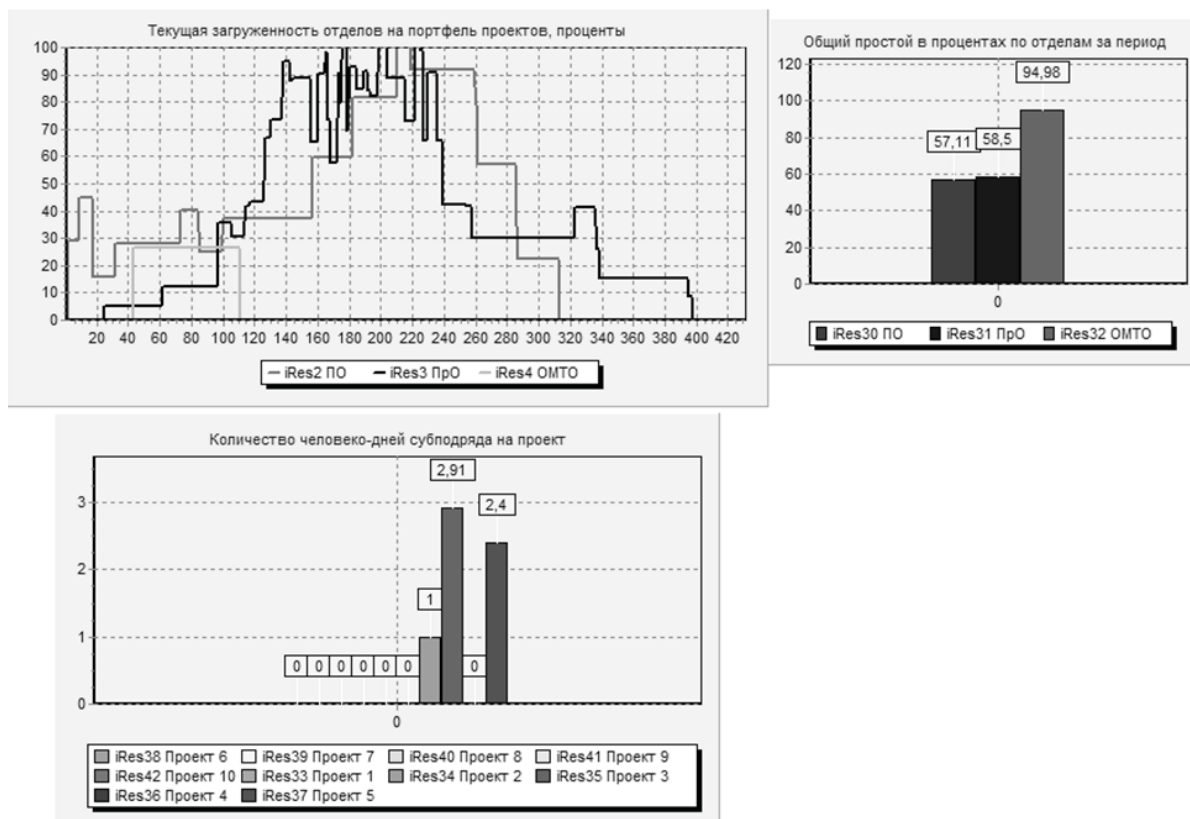 Текущая загруженность отделов на портфель проектов, проценты
100
90
80
70
60
50
40
30
20
10
0
20 40 60 80 100 120 140 160 180 200 220 240 260 280 300 320 340 360 380 400 420
iRes2 ПО iRes3 ПрО iRes4 ОМТО
Общий простой в процентах по отделам за период
120
100
80
60
40
20
0
94,98
57,11 58,5
0
iRes30 ПО iRes31 ПрО iRes32 ОМТО
Количество человеко-дней субподряда на проект
3
2
1
0
2,91
2,4
1
0 0 0 0 0 0 0
0
iRes38 Проект 6 iRes39 Проект 7 iRes40 Проект 8 iRes41 Проект 9
iRes42 Проект 10 iRes33 Проект 1 iRes34 Проект 2 iRes35 Проект 3
iRes36 Проект 4 iRes37 Проект 5